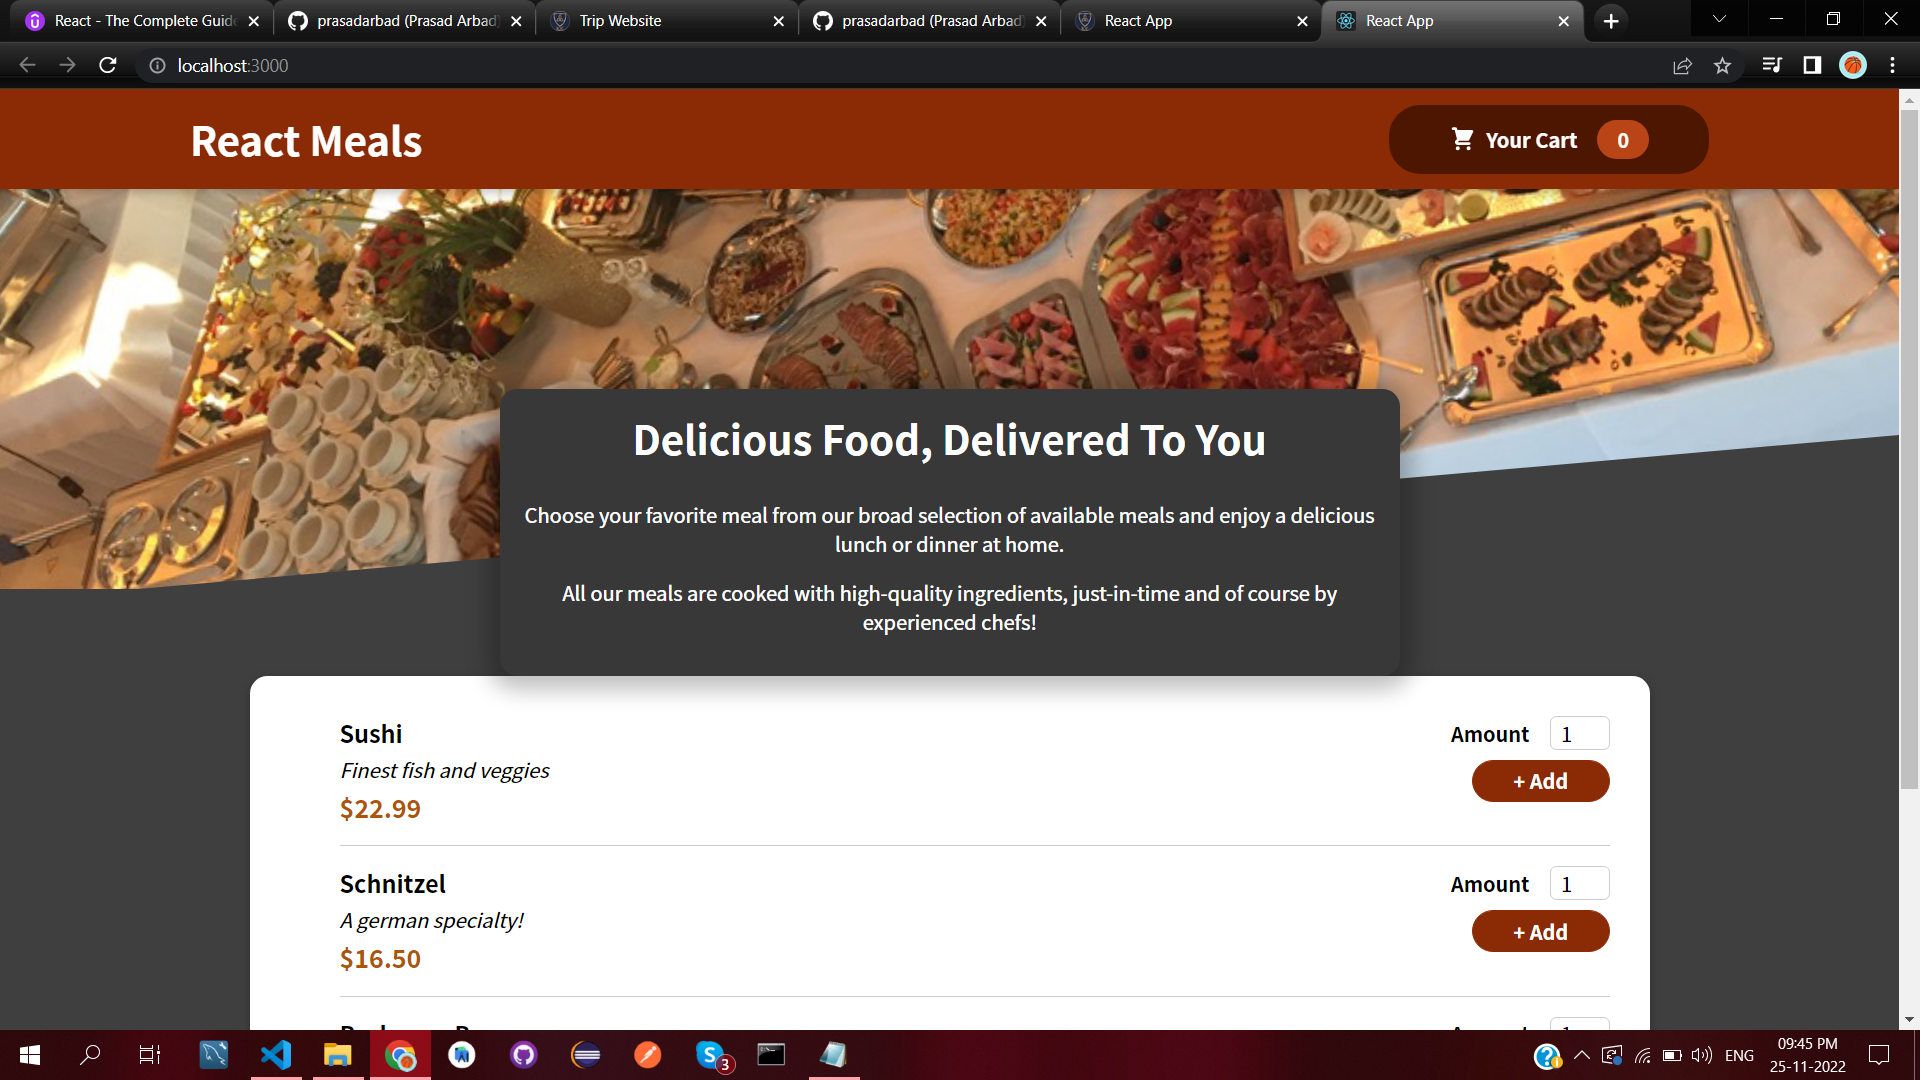 React - The Complete Guide
prasadarbad (Prasad Arbad)
Trip Website
prasadarbad (Prasad Arbad)
React App
React App
localhost:3000
React Meals
Your Cart 0
Delicious Food, Delivered To You
Choose your favorite meal from our broad selection of available meals and enjoy a delicious
lunch or dinner at home.
All our meals are cooked with high-quality ingredients, just-in-time and of course by
experienced chefs!
Sushi
Amount 1
Finest fish and veggies
+ Add
$22.99
Schnitzel
Amount 1
A german specialty!
+ Add
$16.50
3
ENG
09:45 PM
25-11-2022